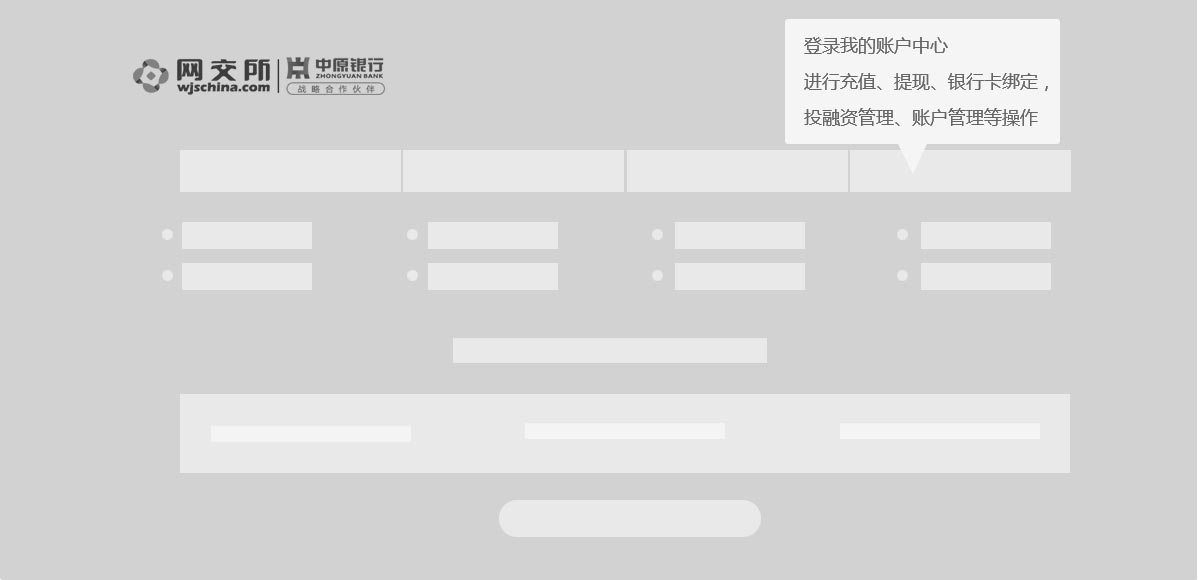 网交所
wjschina.com
中原银行
ZHONGYUAN BANK
战略合作伙伴
登录我的账户中心
进行充值、提现、银行卡绑定，
投融资管理、账户管理等操作